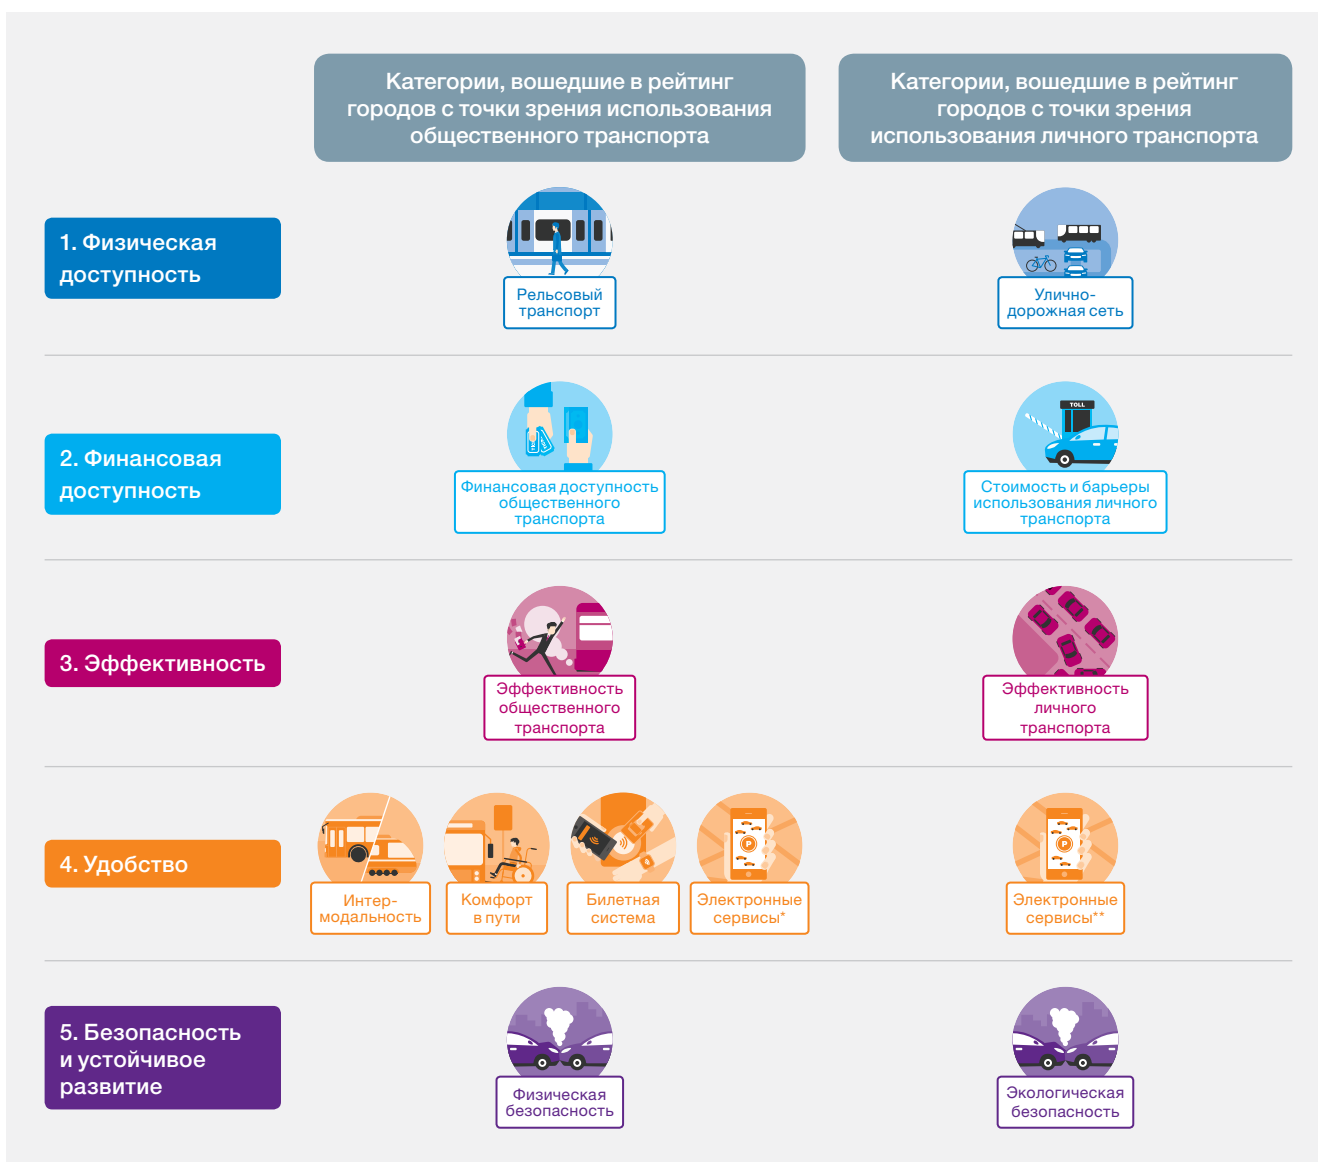 Категории, вошедшие в рейтинг
городов с точки зрения использования
общественного транспорта
Категории, вошедшие в рейтинг
городов с точки зрения
использования личного транспорта
1. Физическая
доступность
Рельсовый
транспорт
Улично-
дорожная сеть
2. Финансовая
доступность
TOLL
Финансовая доступность
общественного
транспорта
Стоимость и барьеры
использования личного
транспорта
3. Эффективность
Эффективность
общественного
транспорта
Эффективность
личного
транспорта
4. Удобство
P
P
Интер-
модальность
Комфорт
в пути
Билетная
система
Электронные
сервисы*
Электронные
сервисы**
5. Безопасность
и устойчивое
развитие
Физическая
безопасность
Экологическая
безопасность